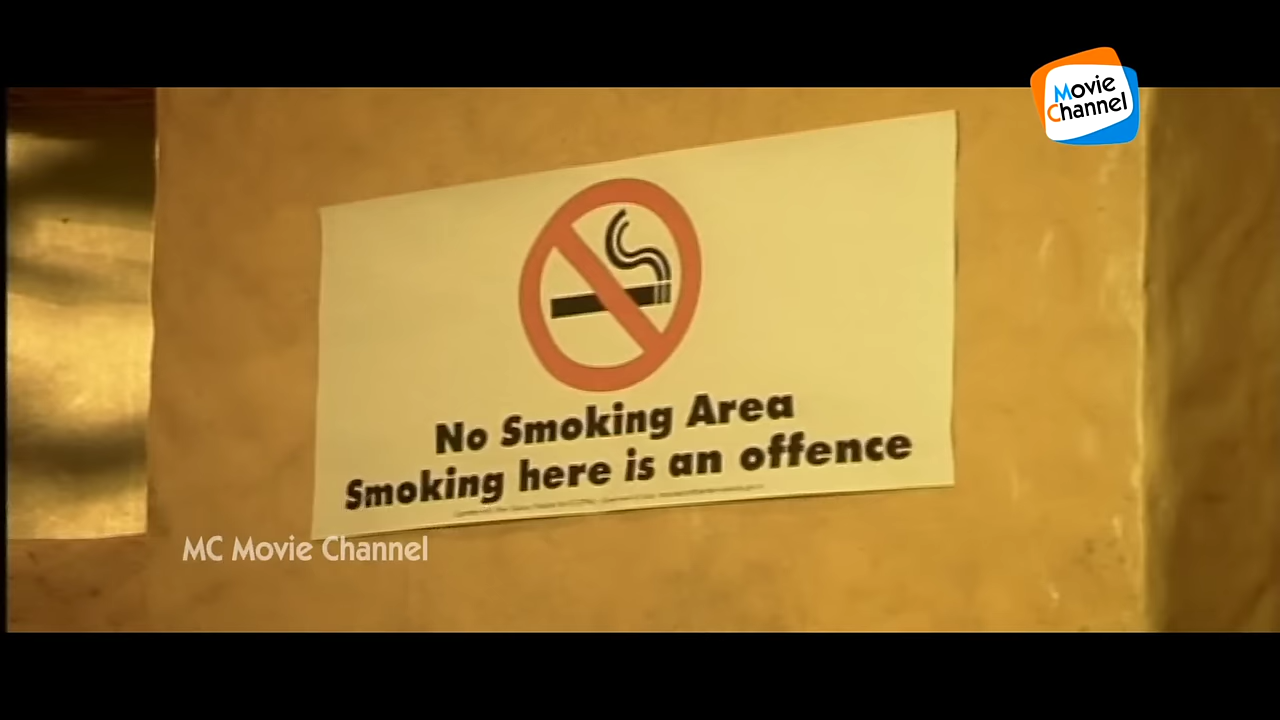 Movie
Channel
No Smoking Area
Smoking here is an offence
MC Movie Channel